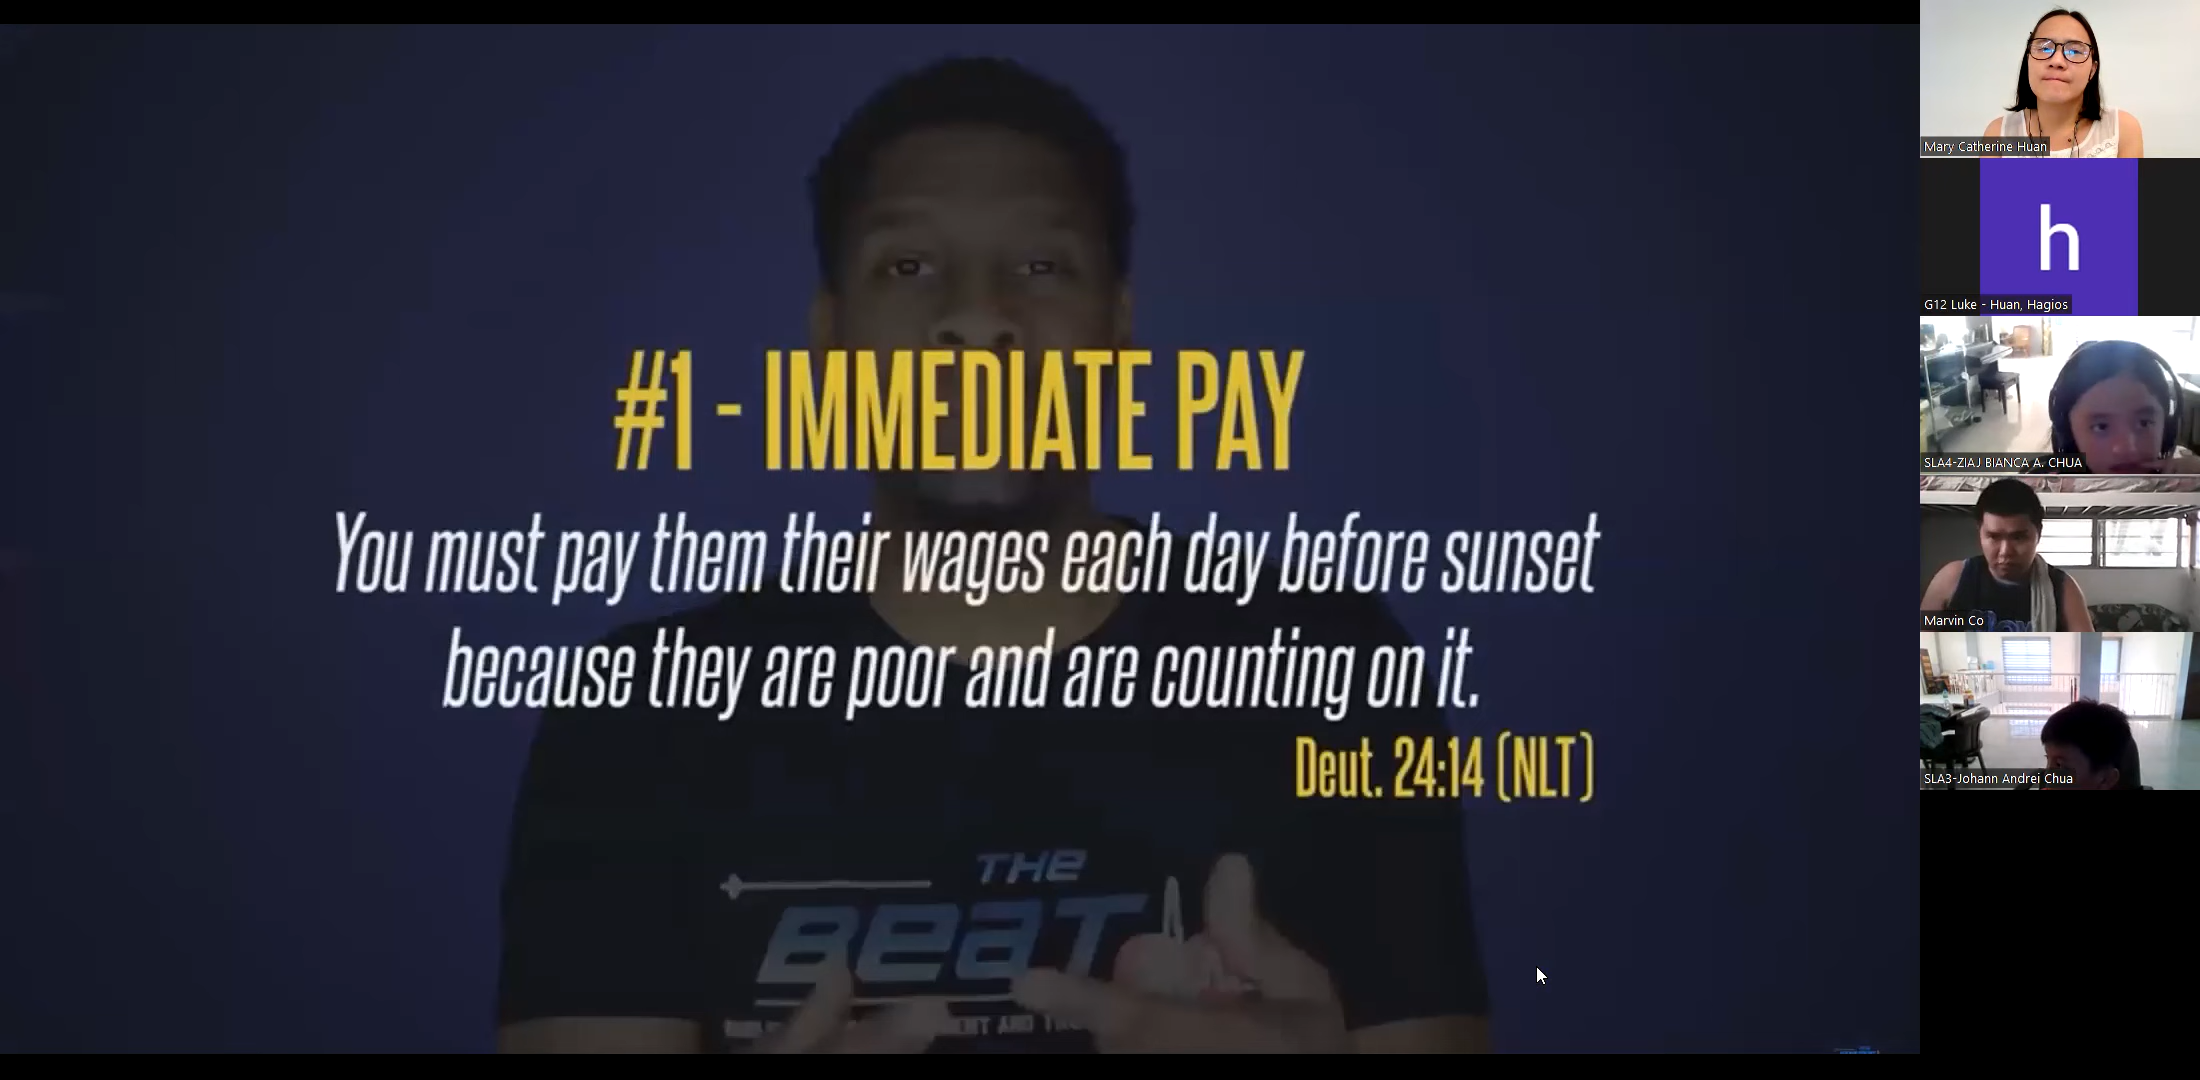 #1 - IMMEDIATE PAY
You must pay them their wages each day before sunset
because they are poor and are counting on it.
Deut. 24:14 (NLT)
THE
BEAT
AND
Mary Catherine Huan
h
G12 Luke - Huan, Hagios
SLA4-ZIAJ BIANCA A. CHUA
Marvin Co
SLA3-Johann Andrei Chua